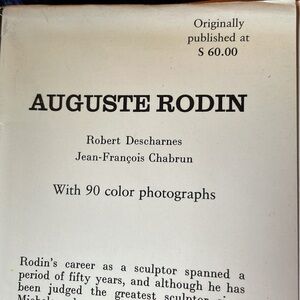 Originally
published at
$ 60.00
AUGUSTE RODIN
Robert Descharnes
Jean-François Chabrun
With 90 color photographs
Rodin's career as a sculptor spanned a
period of fifty years, and although he has
been judged the greatest sculptor